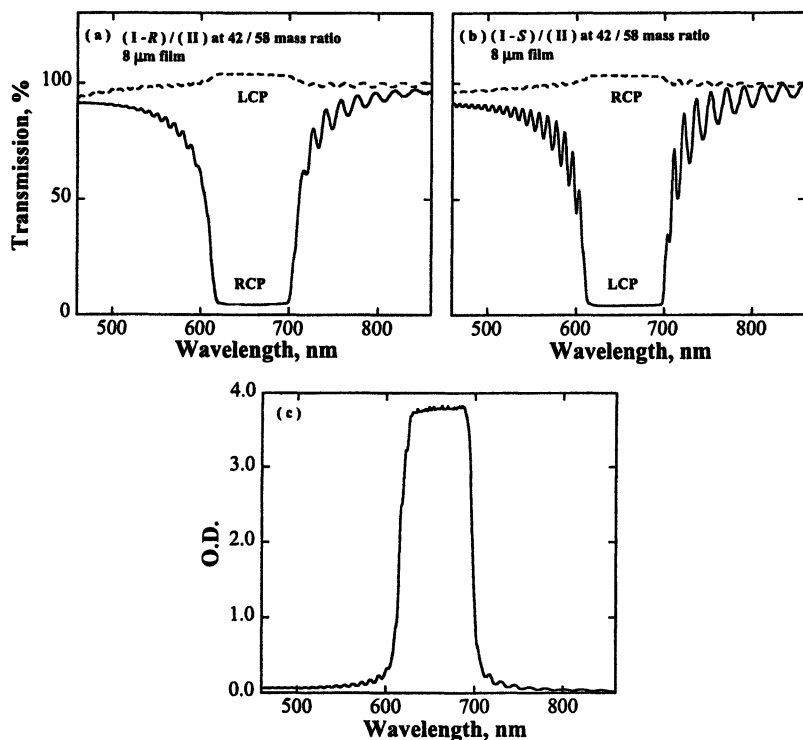 (a) (I-R)/(II) at 42/58 mass ratio
8 μm film
LCP
RCP
Transmission, %
100
50
0
500 600 700 800
Wavelength, nm
(b) (I-S)/(II) at 42/58 mass ratio
8 μm film
RCP
LCP
500 600 700 800
Wavelength, nm
(c)
O.D.
4.0
3.0
2.0
1.0
0.0
500 600 700 800
Wavelength, nm